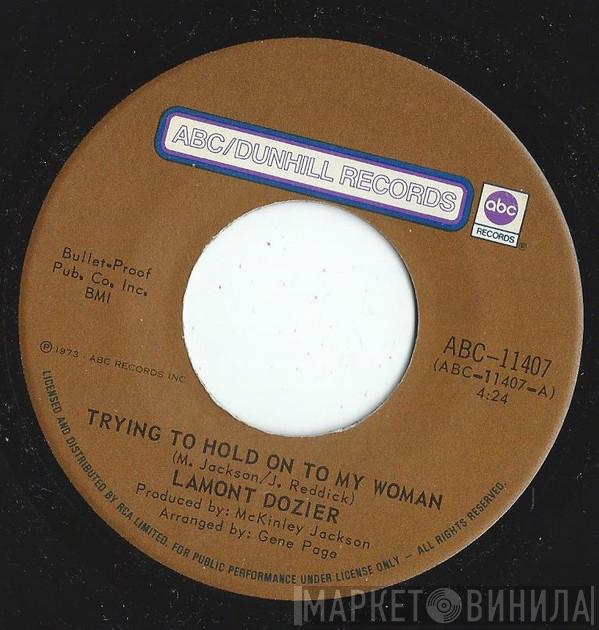 ABC/DUNHILL RECORDS
abc
RECORDS
®
Bullet-Proof
Pub. Co. Inc.
BMI
ABC-11407
(ABC-11407-A)
4:24
Ⓟ 1973 - ABC RECORDS INC
TRYING TO HOLD ON TO MY WOMAN
(M. Jackson/J. Reddick)
LAMONT DOZIER
Produced by: McKinley Jackson
Arranged by: Gene Page
LICENSED AND DISTRIBUTED BY RCA LIMITED. FOR PUBLIC PERFORMANCE UNDER LICENSE ONLY - ALL RIGHTS RESERVED.
МАРКЕТ ВИНИЛА